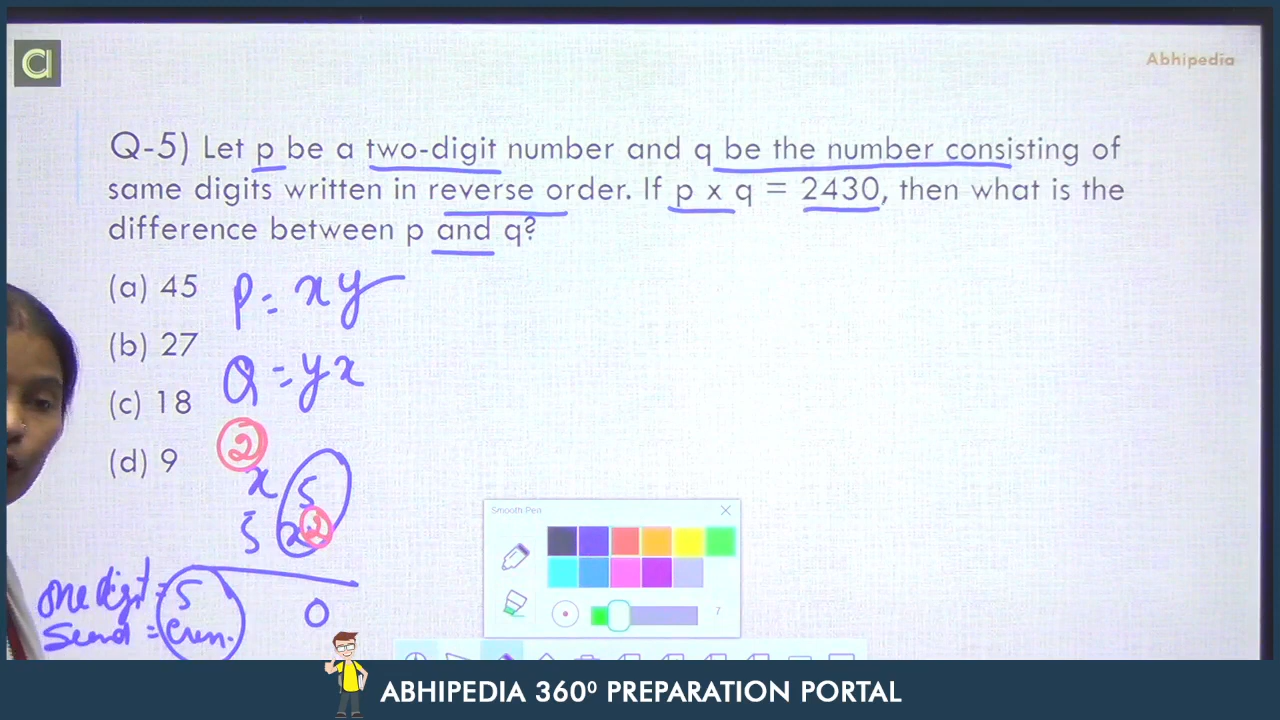 Abhipedia
Q-5) Let p be a two-digit number and q be the number consisting of
same digits written in reverse order. If p x q = 2430, then what is the
difference between p and q?
(a) 45
(b) 27
(c) 18
(d) 9
P = xy
Q = yx
2
x 5
5 x 2
0
one digit = 5
Second = even.
Smooth Pen
7
ABHIPEDIA 360⁰ PREPARATION PORTAL